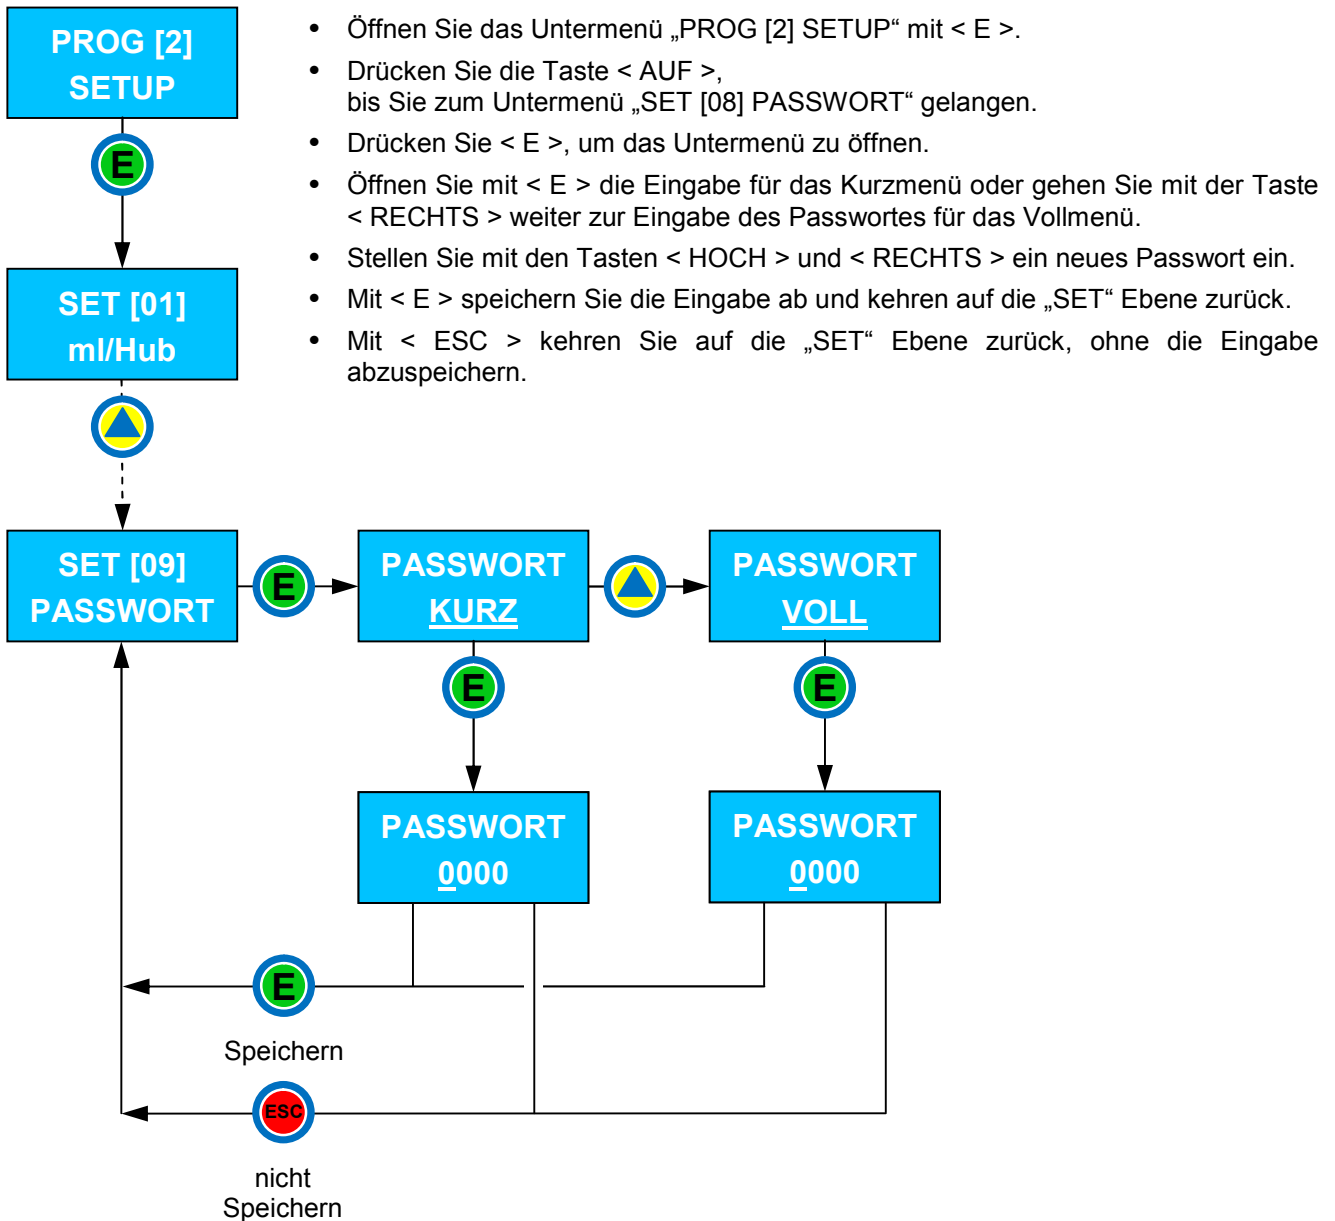 PROG [2]
SETUP
• Öffnen Sie das Untermenü „PROG [2] SETUP“ mit < E >.
• Drücken Sie die Taste < AUF >,
bis Sie zum Untermenü „SET [08] PASSWORT“ gelangen.
• Drücken Sie < E >, um das Untermenü zu öffnen.
• Öffnen Sie mit < E > die Eingabe für das Kurzmenü oder gehen Sie mit der Taste
< RECHTS > weiter zur Eingabe des Passwortes für das Vollmenü.
• Stellen Sie mit den Tasten < HOCH > und < RECHTS > ein neues Passwort ein.
• Mit < E > speichern Sie die Eingabe ab und kehren auf die „SET“ Ebene zurück.
• Mit < ESC > kehren Sie auf die „SET“ Ebene zurück, ohne die Eingabe
abzuspeichern.
E
SET [01]
ml/Hub
SET [09]
PASSWORT
E
PASSWORT
KURZ
PASSWORT
VOLL
E
E
PASSWORT
0000
PASSWORT
0000
E
Speichern
ESC
nicht
Speichern